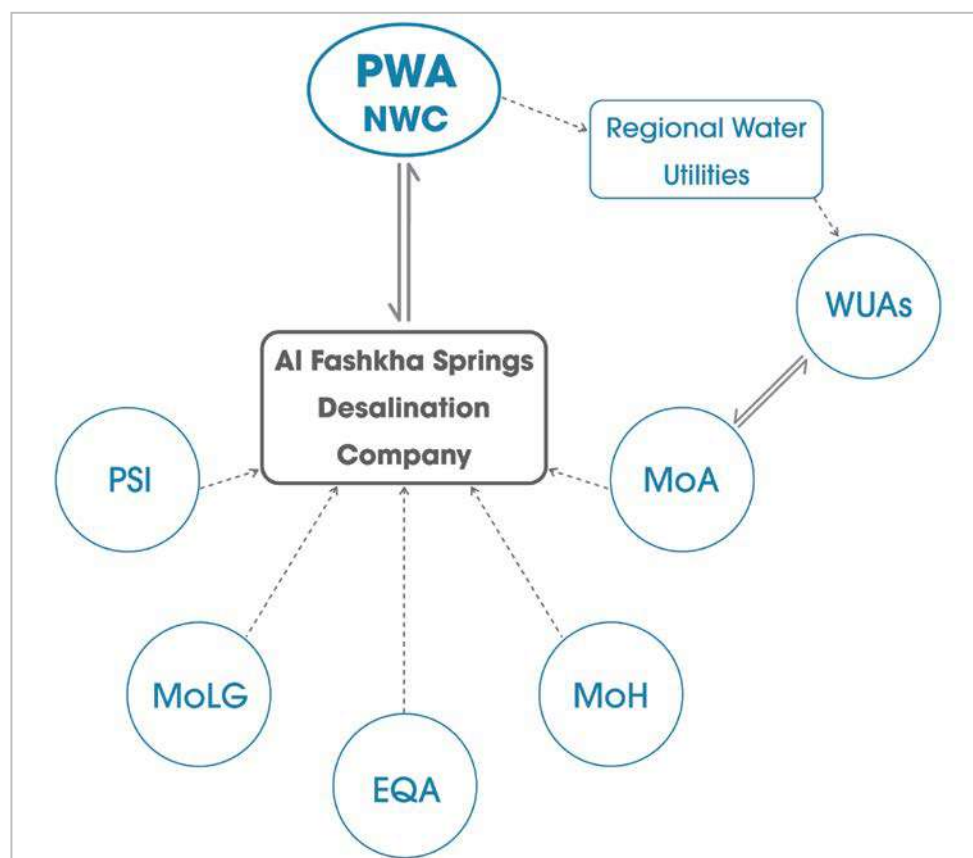 PWA
NWC
Regional Water
Utilities
WUAs
Al Fashkha Springs
Desalination
Company
PSI
MoA
MoLG
MoH
EQA